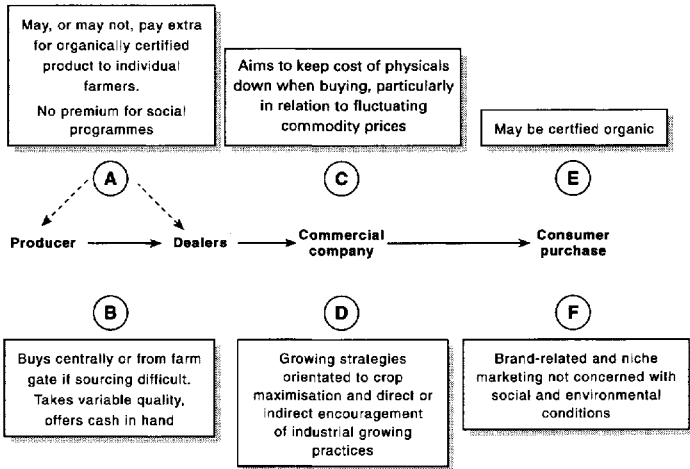 May, or may not, pay extra
for organically certified
product to individual
farmers.
No premium for social
programmes
Aims to keep cost of physicals
down when buying, particularly
in relation to fluctuating
commodity prices
May be certfied organic
A
C
E
Producer
Dealers
Commercial
company
Consumer
purchase
B
D
F
Buys centrally or from farm
gate if sourcing difficult.
Takes variable quality,
offers cash in hand
Growing strategies
orientated to crop
maximisation and direct or
indirect encouragement
of industrial growing
practices
Brand-related and niche
marketing not concerned with
social and environmental
conditions